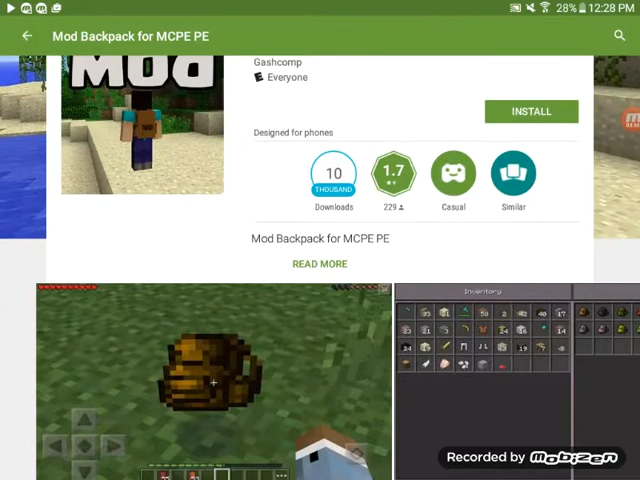 28% 12:28 PM
Mod Backpack for MCPE PE
Mod
Gashcomp
E Everyone
INSTALL
Designed for phones
10
THOUSAND
Downloads
1.7
229
Casual
Similar
Mod Backpack for MCPE PE
READ MORE
Inventory
Recorded by mobizen